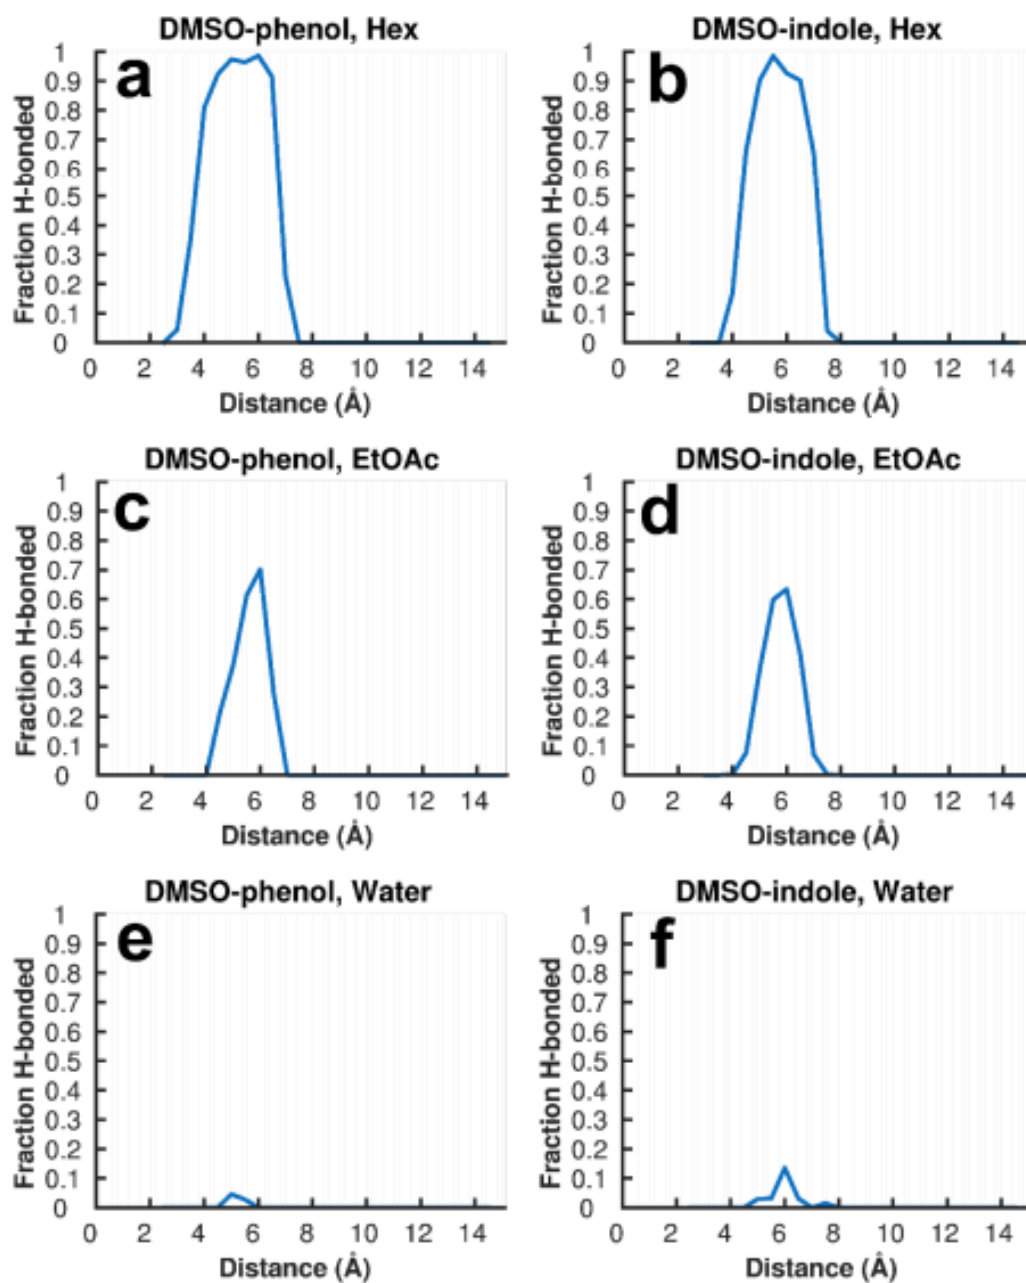 DMSO-phenol, Hex
a
Fraction H-bonded
1
0.9
0.8
0.7
0.6
0.5
0.4
0.3
0.2
0.1
0
0 2 4 6 8 10 12 14
Distance (Å)
DMSO-indole, Hex
b
Fraction H-bonded
1
0.9
0.8
0.7
0.6
0.5
0.4
0.3
0.2
0.1
0
0 2 4 6 8 10 12 14
Distance (Å)
DMSO-phenol, EtOAc
c
Fraction H-bonded
1
0.9
0.8
0.7
0.6
0.5
0.4
0.3
0.2
0.1
0
0 2 4 6 8 10 12 14
Distance (Å)
DMSO-indole, EtOAc
d
Fraction H-bonded
1
0.9
0.8
0.7
0.6
0.5
0.4
0.3
0.2
0.1
0
0 2 4 6 8 10 12 14
Distance (Å)
DMSO-phenol, Water
e
Fraction H-bonded
1
0.9
0.8
0.7
0.6
0.5
0.4
0.3
0.2
0.1
0
0 2 4 6 8 10 12 14
Distance (Å)
DMSO-indole, Water
f
Fraction H-bonded
1
0.9
0.8
0.7
0.6
0.5
0.4
0.3
0.2
0.1
0
0 2 4 6 8 10 12 14
Distance (Å)